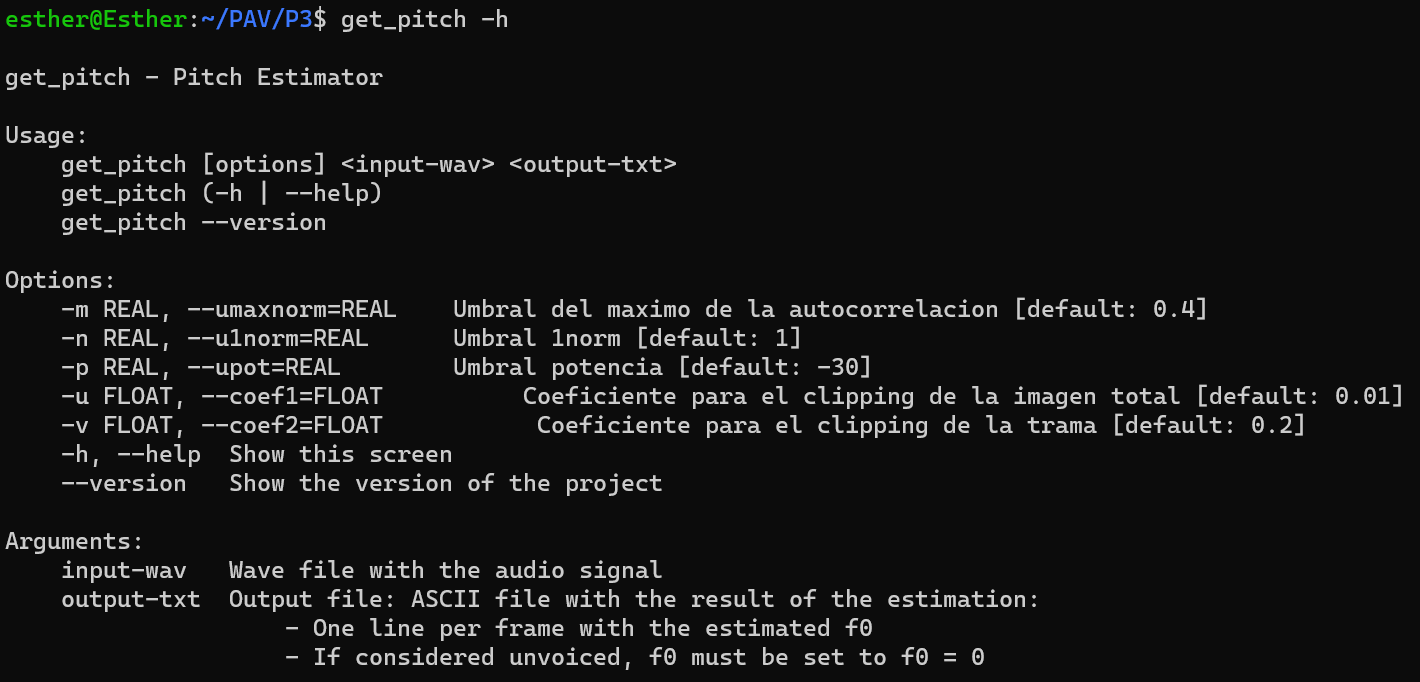 esther@Esther:~/PAV/P3$ get_pitch -h
get_pitch - Pitch Estimator
Usage:
get_pitch [options] <input-wav> <output-txt>
get_pitch (-h | --help)
get_pitch --version
Options:
-m REAL, --umaxnorm=REAL Umbral del maximo de la autocorrelacion [default: 0.4]
-n REAL, --u1norm=REAL Umbral 1norm [default: 1]
-p REAL, --upot=REAL Umbral potencia [default: -30]
-u FLOAT, --coef1=FLOAT Coeficiente para el clipping de la imagen total [default: 0.01]
-v FLOAT, --coef2=FLOAT Coeficiente para el clipping de la trama [default: 0.2]
-h, --help Show this screen
--version Show the version of the project
Arguments:
input-wav Wave file with the audio signal
output-txt Output file: ASCII file with the result of the estimation:
- One line per frame with the estimated f0
- If considered unvoiced, f0 must be set to f0 = 0